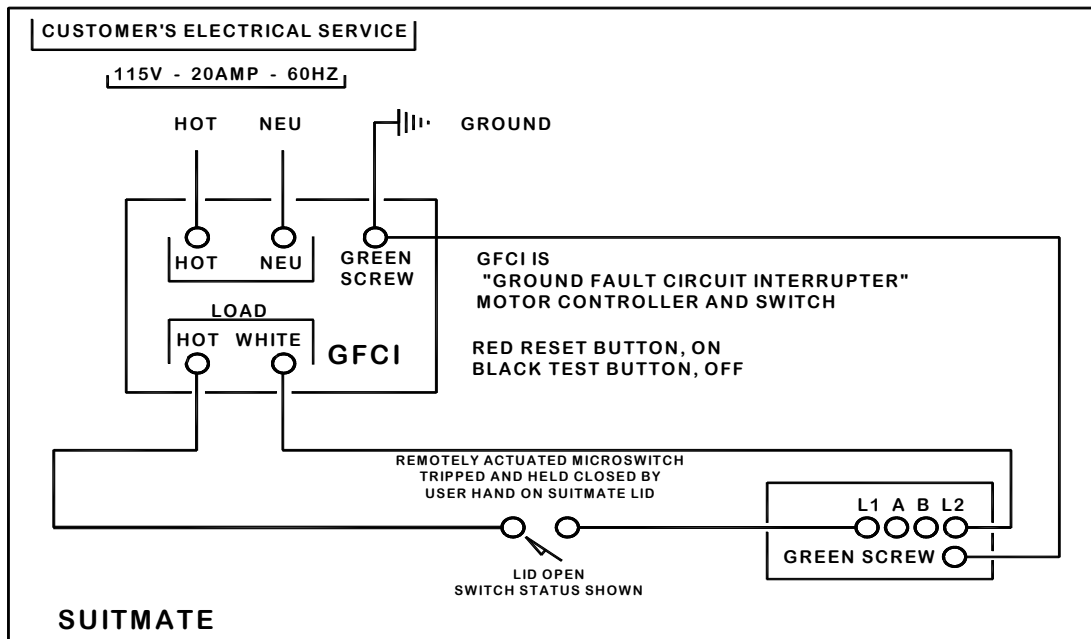 CUSTOMER'S ELECTRICAL SERVICE
115V - 20AMP - 60HZ
HOT NEU GROUND
HOT NEU GREEN
SCREW
GFCI IS
"GROUND FAULT CIRCUIT INTERRUPTER"
MOTOR CONTROLLER AND SWITCH
LOAD
HOT WHITE GFCI
RED RESET BUTTON, ON
BLACK TEST BUTTON, OFF
REMOTELY ACTUATED MICROSWITCH
TRIPPED AND HELD CLOSED BY
USER HAND ON SUITMATE LID
L1 A B L2
GREEN SCREW
LID OPEN
SWITCH STATUS SHOWN
SUITMATE